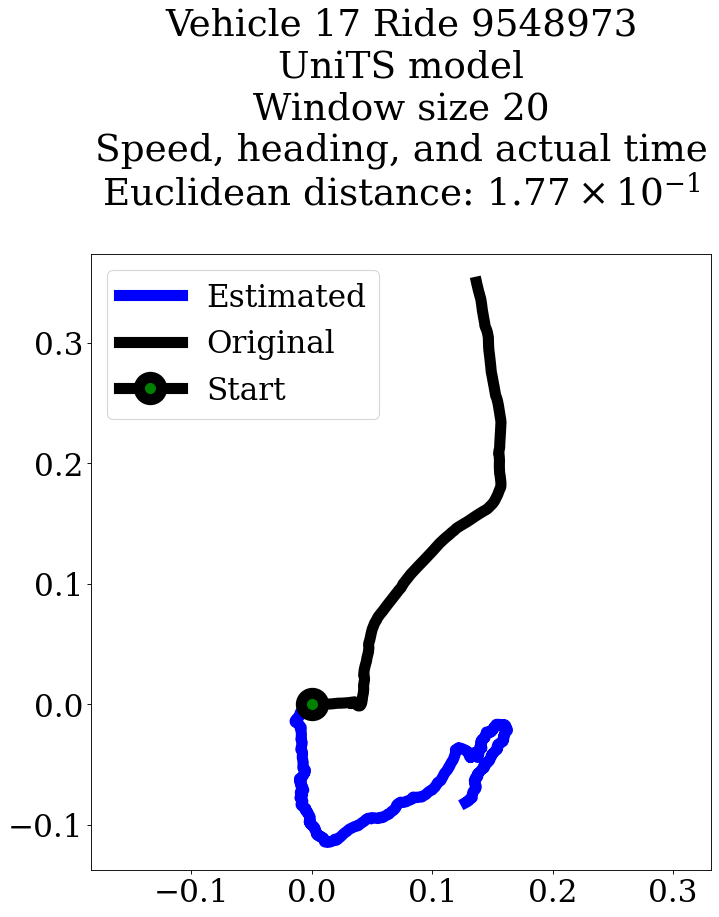 Vehicle 17 Ride 9548973
UniTS model
Window size 20
Speed, heading, and actual time
Euclidean distance: 1.77 × 10⁻¹
Estimated
Original
Start
0.3
0.2
0.1
0.0
−0.1
−0.1 0.0 0.1 0.2 0.3